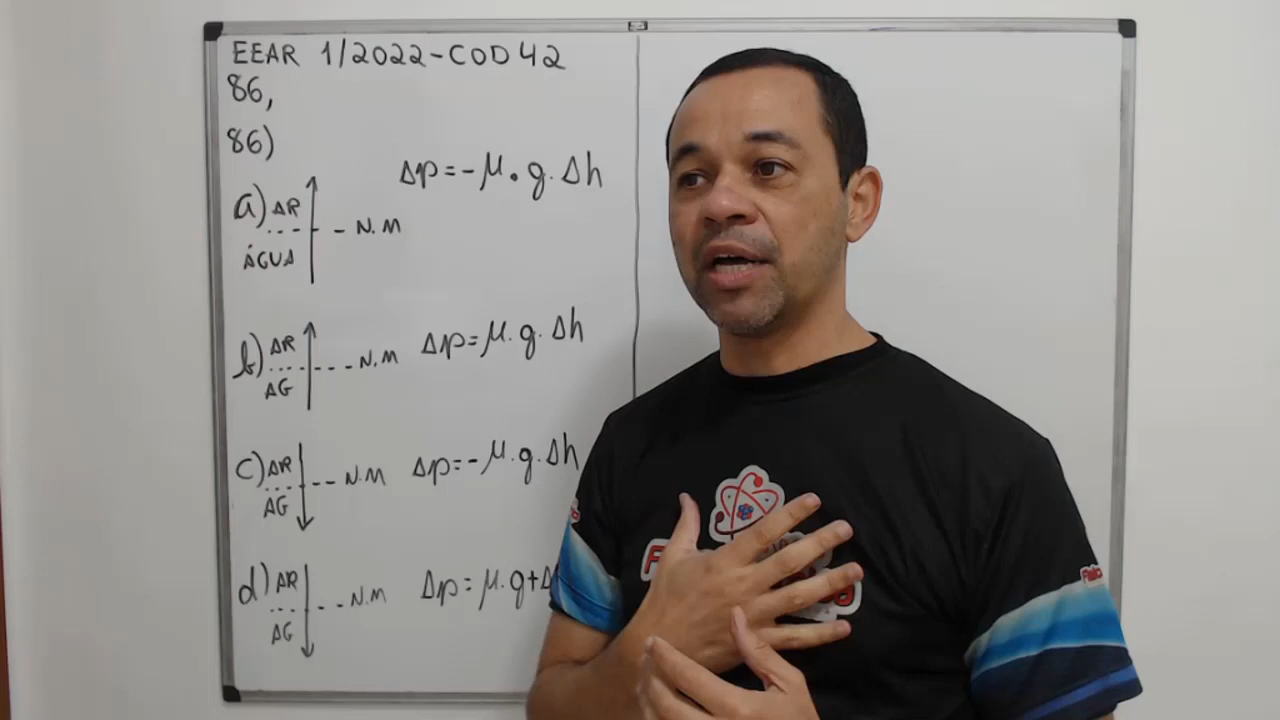 EEAR 1/2022-COD 42
86,
86)
Δp=-μ.g.Δh
a) AR
--N.M
ÁGUA
b) AR
---N.M
Δp=μ.g.Δh
AG
c) AR
---N.M
Δp=-μ.g.Δh
AG
d) AR
---N.M
Δp=μ.g+Δ
AG